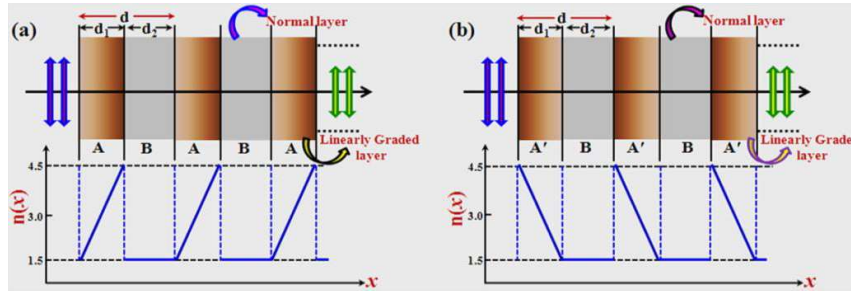 (a)
d
d1
d2
Normal layer
A
B
A
B
A
Linearly Graded
layer
4.5
3.0
1.5
n(x)
x
(b)
d
d1
d2
Normal layer
A′
B
A′
B
A′
Linearly Graded
layer
4.5
3.0
1.5
n(x)
x